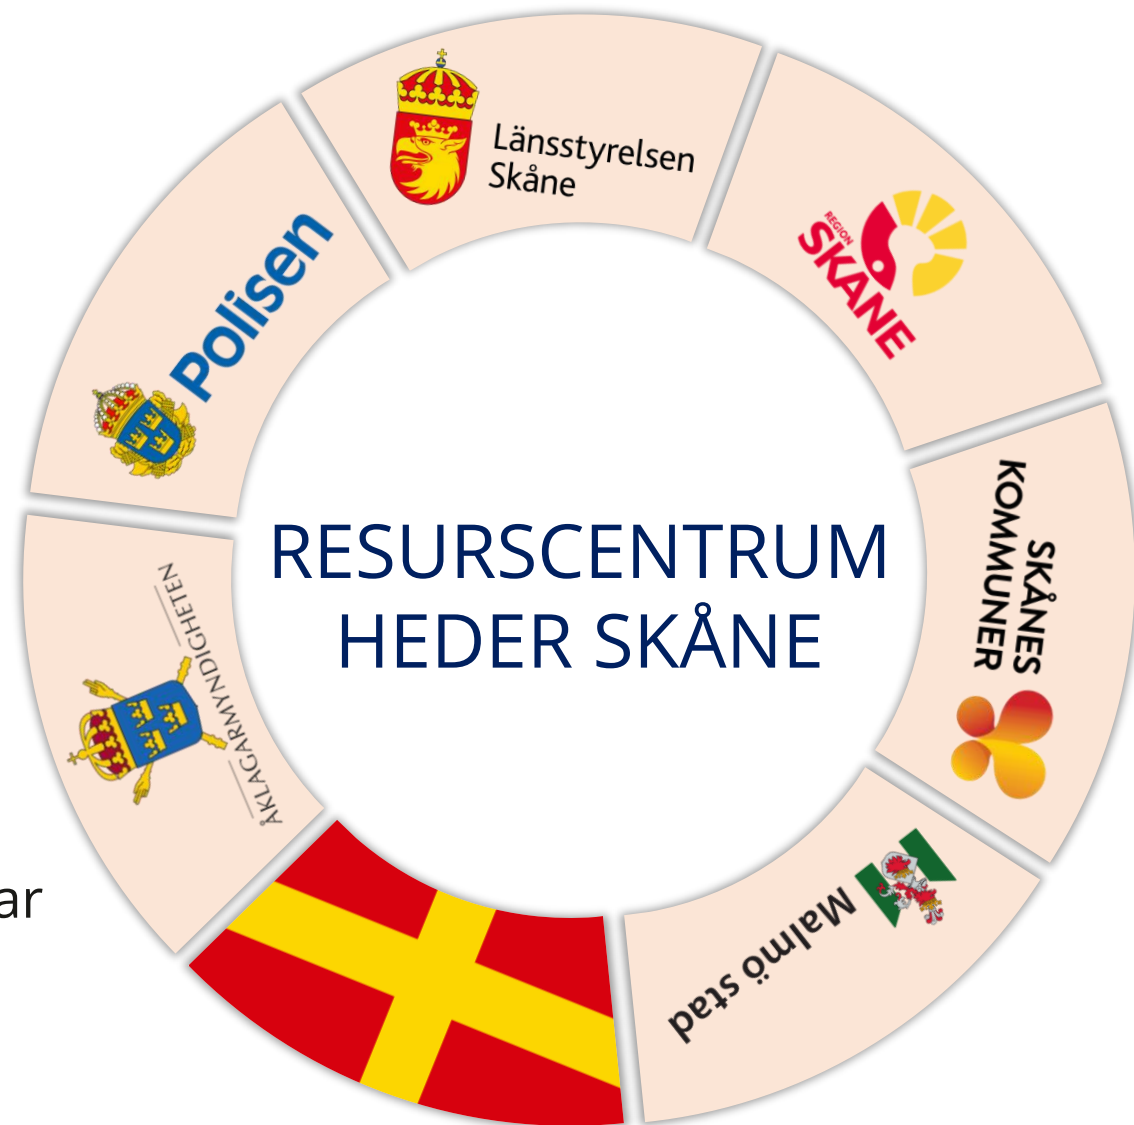 Länsstyrelsen
Skåne
REGION
SKÅNE
SKÅNES
KOMMUNER
Malmö stad
ÅKLAGARMYNDIGHETEN
Polisen
RESURSCENTRUM
HEDER SKÅNE
ar